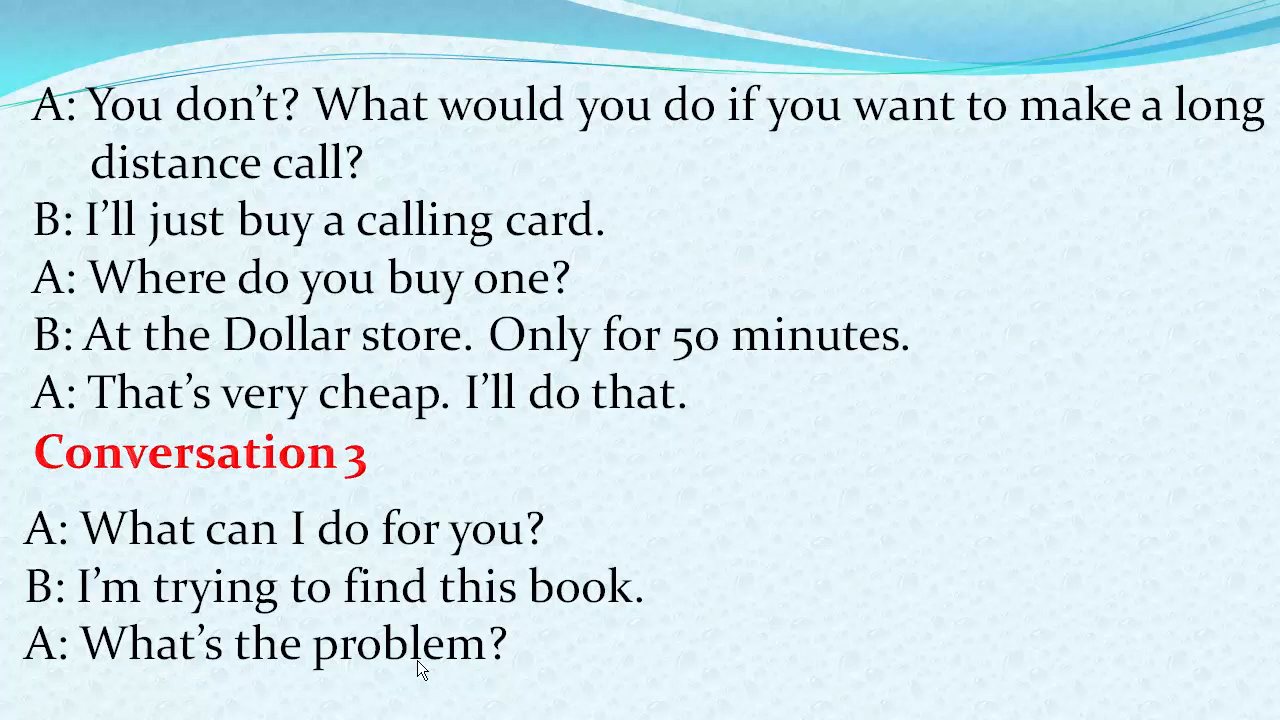 A: You don’t? What would you do if you want to make a long
distance call?
B: I’ll just buy a calling card.
A: Where do you buy one?
B: At the Dollar store. Only for 50 minutes.
A: That’s very cheap. I’ll do that.
Conversation 3
A: What can I do for you?
B: I’m trying to find this book.
A: What’s the problem?